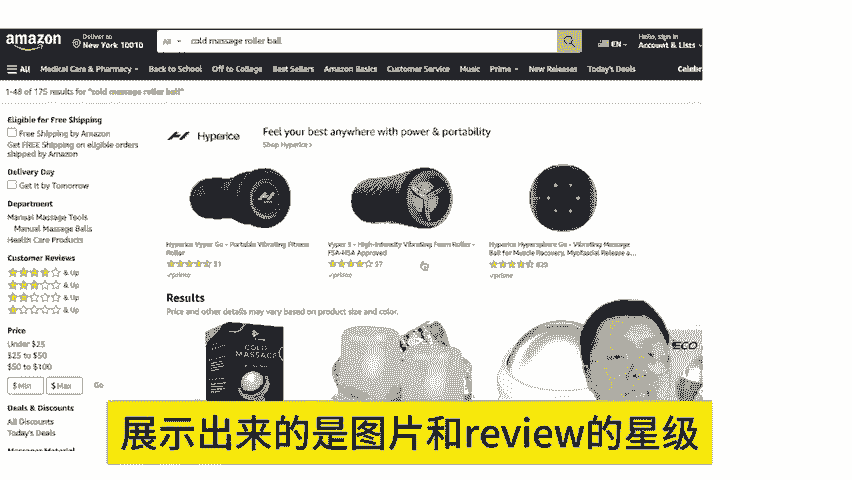 amazon
Deliver to
New York 10010
All
cold massage roller ball
EN
Hello, sign in
Account & Lists
All
Medical Care & Pharmacy
Back to School
Off to College
Best Sellers
Amazon Basics
Customer Service
Music
Prime
New Releases
Today's Deals
Celebr
1-48 of 175 results for "cold massage roller ball"
Eligible for Free Shipping
Free Shipping by Amazon
Get FREE Shipping on eligible orders
shipped by Amazon
Delivery Day
Get It by Tomorrow
Department
Manual Massage Tools
Manual Massage Balls
Health Care Products
Customer Reviews
& Up
& Up
& Up
& Up
Price
Under $25
$25 to $50
$50 to $100
$ Min
$ Max
Go
Deals & Discounts
All Discounts
Today's Deals
Hyperice
Feel your best anywhere with power & portability
Shop Hyperice ›
Hyperice Vyper Go - Portable Vibrating Fitness
Roller
51
prime
Vyper 3 - High-Intensity Vibrating Foam Roller -
FSA-HSA Approved
57
prime
Hyperice Hypersphere Go - Vibrating Massage
Ball for Muscle Recovery, Myofascial Release a...
prime
Results
Price and other details may vary based on product size and color.
COLD
MASSAGE
ECO
展示出来的是图片和review的星级